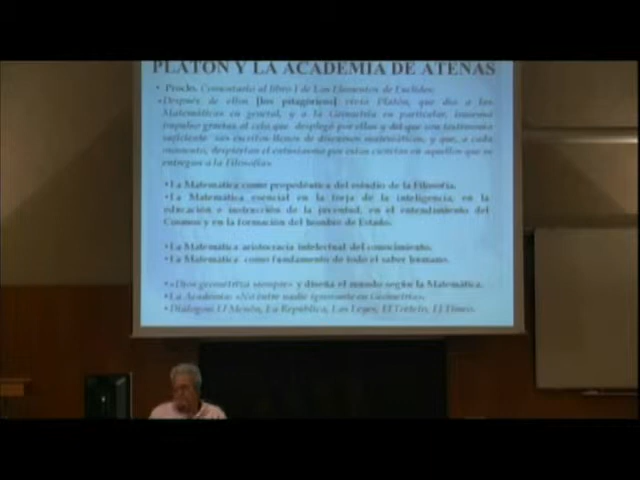 PLATÓN Y LA ACADEMIA DE ATENAS
• Proclo. Comentario al libro I de Los Elementos de Euclides:
«Después de ellos [los pitagóricos] vivió Platón, que dio a las
Matemáticas en general, y a la Geometría en particular, inmenso
impulso gracias al celo que desplegó por ellas y del que son testimonio
suficiente sus escritos llenos de discursos matemáticos, y que, a cada
momento, despiertan el entusiasmo por estas ciencias en aquellos que se
entregan a la Filosofía»
• La Matemática como propedéutica del estudio de la Filosofía.
• La Matemática esencial en la forja de la inteligencia, en la
educación e instrucción de la juventud, en el entendimiento del
Cosmos y en la formación del hombre de Estado.
• La Matemática aristocracia intelectual del conocimiento.
• La Matemática como fundamento de todo el saber humano.
• «Dios geometriza siempre» y diseña el mundo según la Matemática.
• La Academia: «No entre nadie ignorante en Geometría».
• Diálogos: El Menón, La República, Las Leyes, El Teeteto, El Timeo.